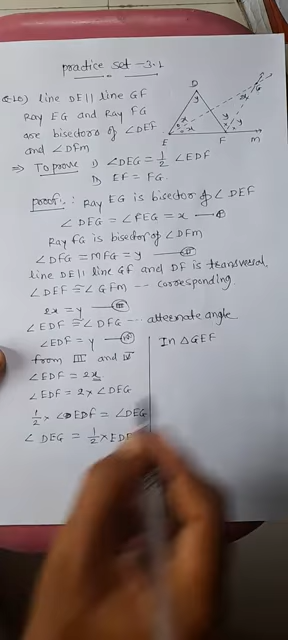 practice set - 3.1
Q.10) line DE || line GF
Ray EG and Ray FG
are bisectors of ∠DEF
and ∠DFM
⇒ To prove 1) ∠DEG = 1/2 ∠EDF
2) EF = FG.
proof: : Ray EG is bisector of ∠DEF
∠DEG = ∠FEG = x — I
Ray FG is bisector of ∠DFM
∠DFG = MFG = y — II
line DE || line GF and DF is transversal
∠DEF ≅ ∠GFM -- corresponding
2x = y — III
∠EDF ≅ ∠DFG -- alternate angle
∠EDF = y — IV
from III and IV
∠EDF = 2x
∠EDF = 2 × ∠DEG
1/2 × ∠EDF = ∠DEG
∠DEG = 1/2 ×
In △GEF
D
y
x
x
y
y
E
F
M